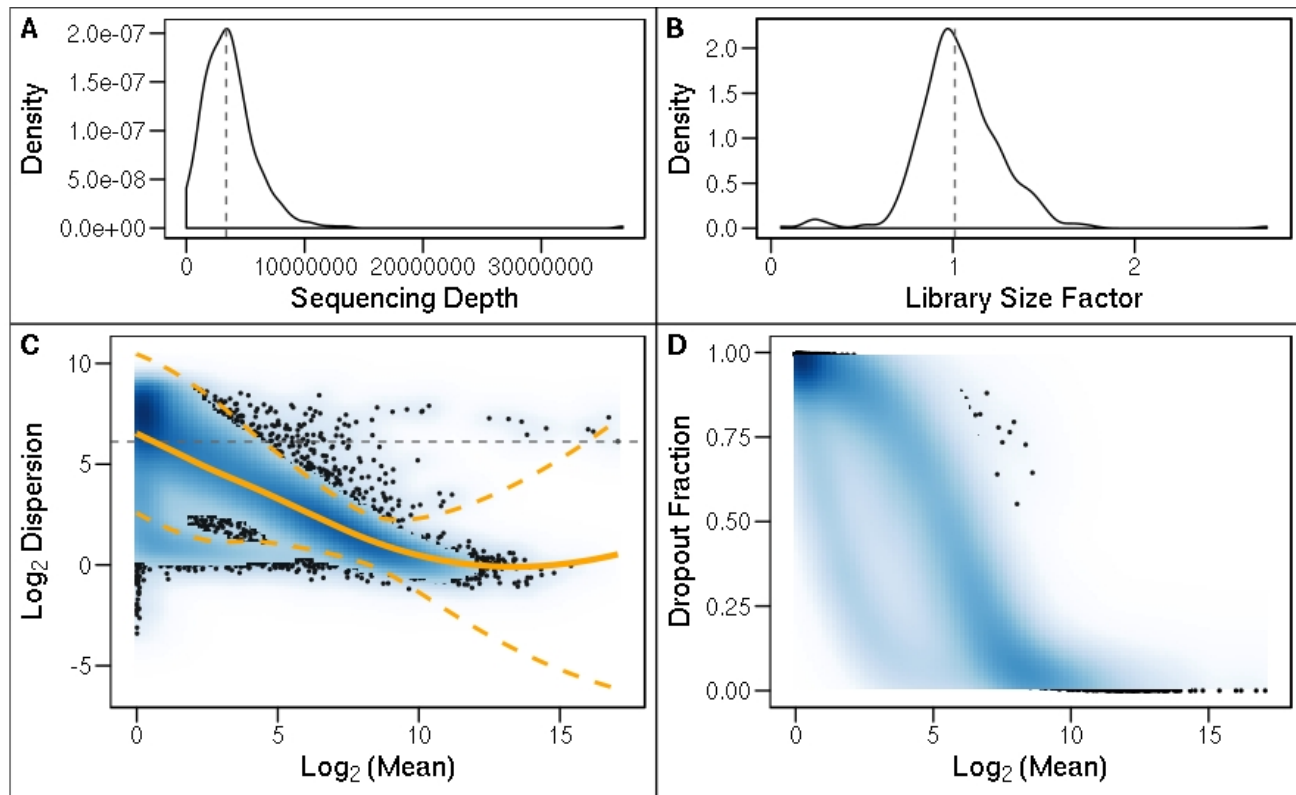 A
Density
2.0e-07
1.5e-07
1.0e-07
5.0e-08
0.0e+00
0 10000000 20000000 30000000
Sequencing Depth
B
Density
2.0
1.5
1.0
0.5
0.0
0 1 2
Library Size Factor
C
Log2 Dispersion
10
5
0
-5
0 5 10 15
Log2 (Mean)
D
Dropout Fraction
1.00
0.75
0.50
0.25
0.00
0 5 10 15
Log2 (Mean)